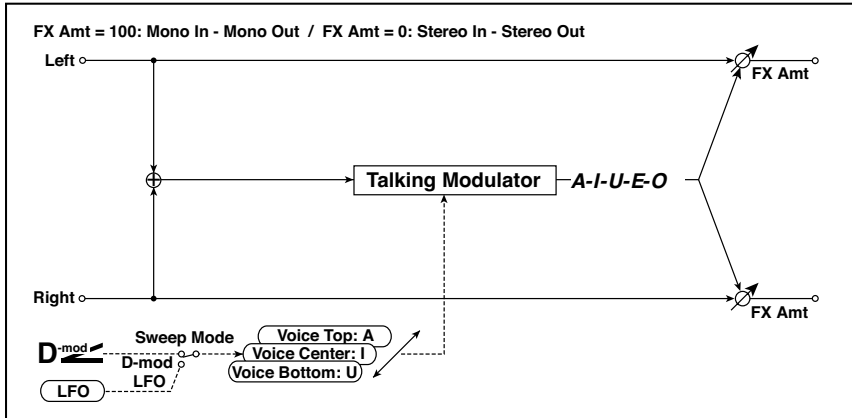 FX Amt = 100: Mono In - Mono Out / FX Amt = 0: Stereo In - Stereo Out
Left
FX Amt
Talking Modulator
A-I-U-E-O
Right
FX Amt
Sweep Mode
D-mod
D-mod
LFO
LFO
Voice Top: A
Voice Center: I
Voice Bottom: U